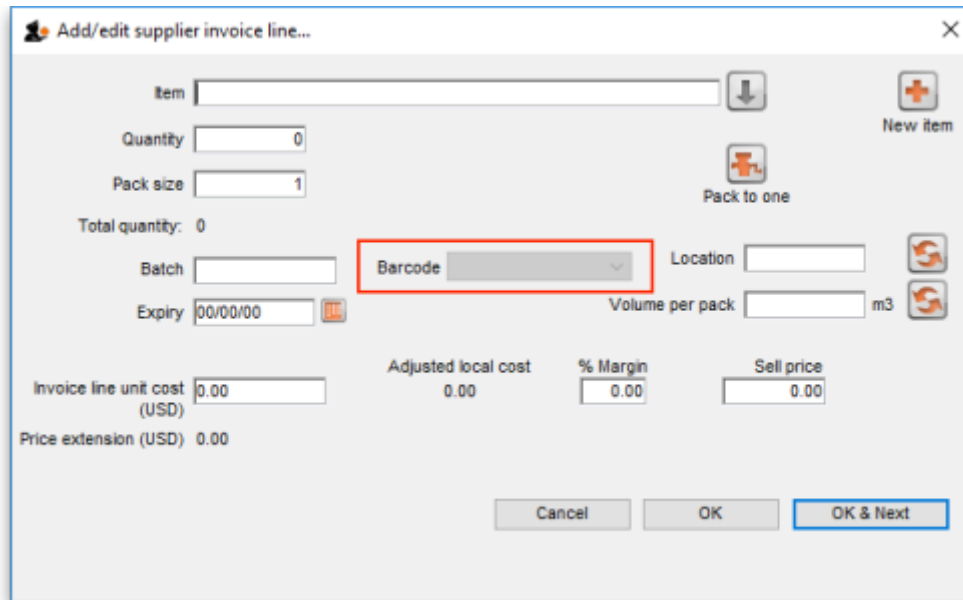 Add/edit supplier invoice line...
Item
New item
Quantity 0
Pack to one
Pack size 1
Total quantity: 0
Batch
Barcode
Location
Expiry 00/00/00
Volume per pack m3
Adjusted local cost % Margin Sell price
Invoice line unit cost (USD) 0.00 0.00 0.00 0.00
Price extension (USD) 0.00
Cancel OK OK & Next